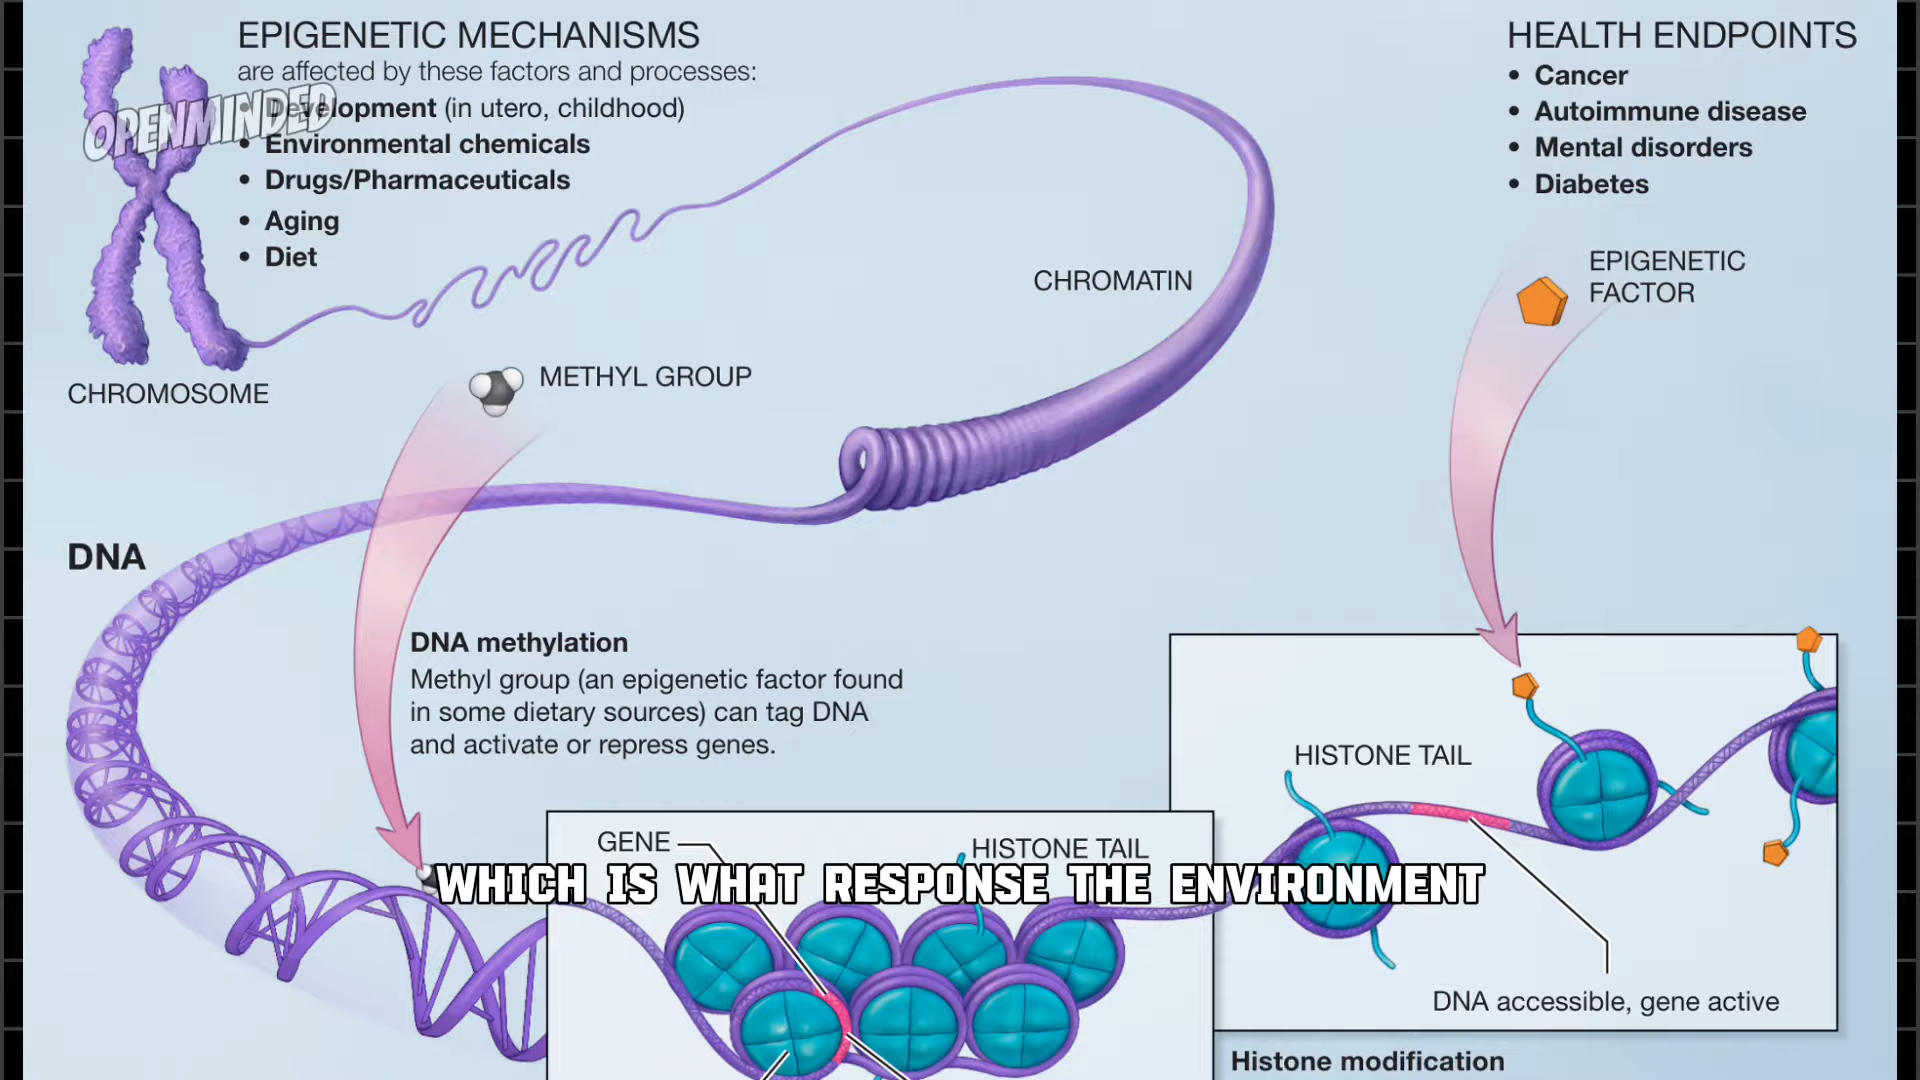 EPIGENETIC MECHANISMS
are affected by these factors and processes:
• Development (in utero, childhood)
• Environmental chemicals
• Drugs/Pharmaceuticals
• Aging
• Diet
OPENMINDED
HEALTH ENDPOINTS
• Cancer
• Autoimmune disease
• Mental disorders
• Diabetes
EPIGENETIC
FACTOR
CHROMATIN
METHYL GROUP
CHROMOSOME
DNA
DNA methylation
Methyl group (an epigenetic factor found
in some dietary sources) can tag DNA
and activate or repress genes.
HISTONE TAIL
GENE
HISTONE TAIL
WHICH IS WHAT RESPONSE THE ENVIRONMENT
DNA accessible, gene active
Histone modification